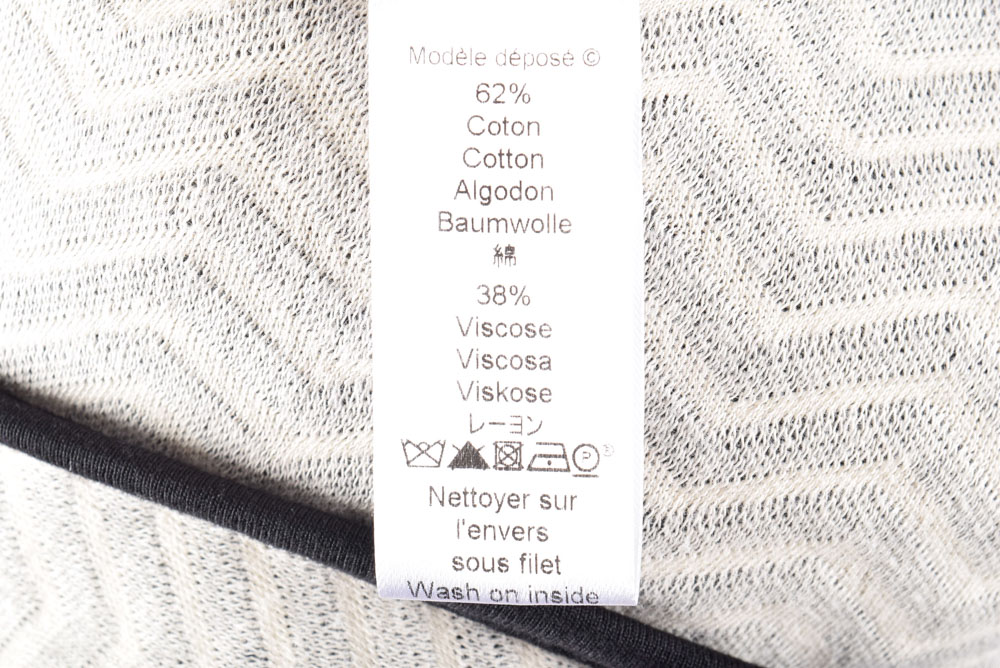 Modèle déposé ©
62%
Coton
Cotton
Algodon
Baumwolle
綿
38%
Viscose
Viscosa
Viskose
レーヨン
P ®
Nettoyer sur
l'envers
sous filet
Wash on inside